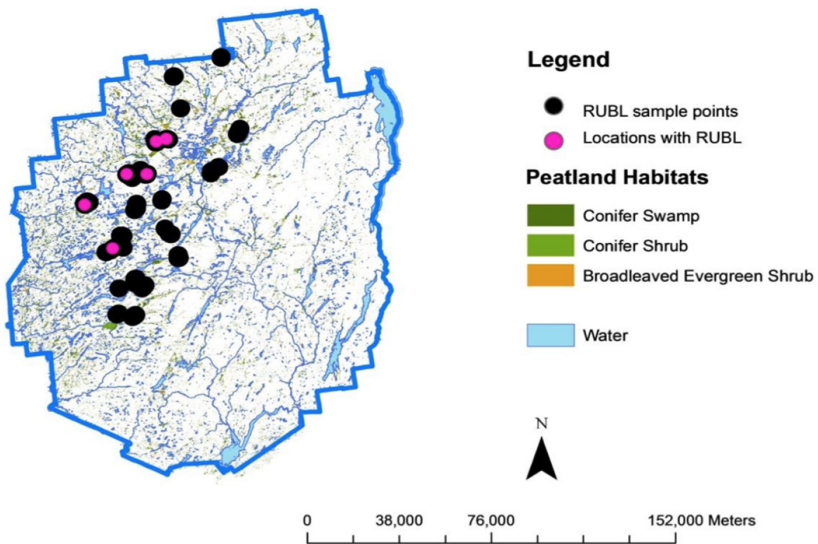 Legend
RUBL sample points
Locations with RUBL
Peatland Habitats
Conifer Swamp
Conifer Shrub
Broadleaved Evergreen Shrub
Water
N
0 38,000 76,000 152,000 Meters